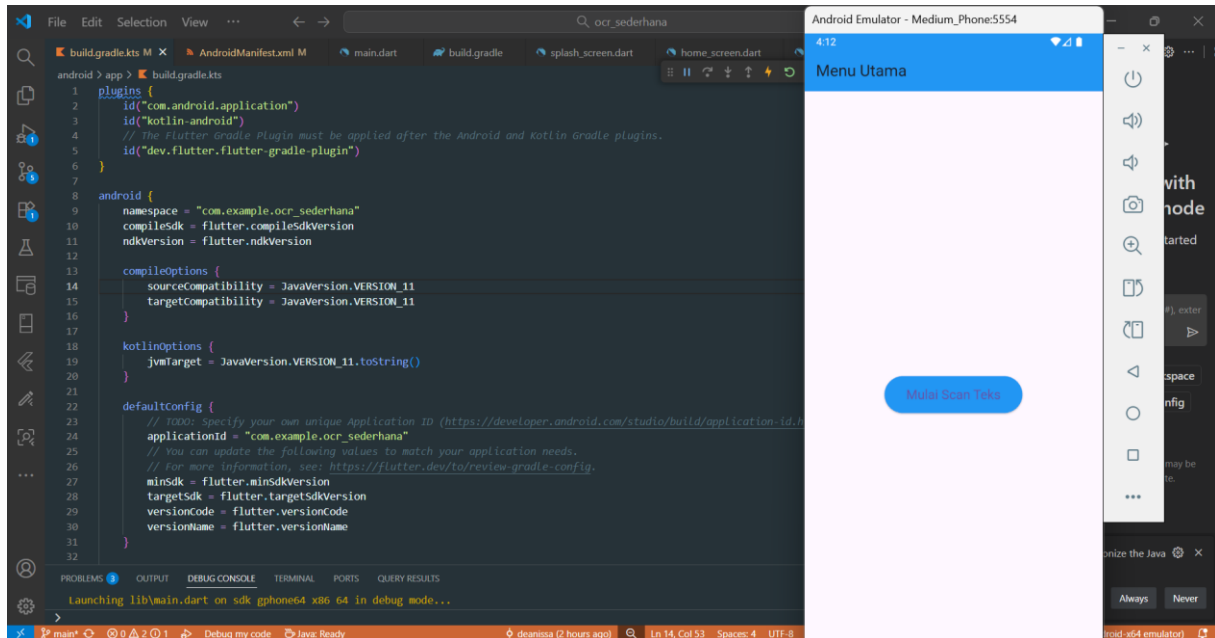 File Edit Selection View ... ocr_sederhana
build.gradle.kts M AndroidManifest.xml M main.dart build.gradle splash_screen.dart home_screen.dart
android > app > build.gradle.kts
1 plugins {
2 id("com.android.application")
3 id("kotlin-android")
4 // The Flutter Gradle Plugin must be applied after the Android and Kotlin Gradle plugins.
5 id("dev.flutter.flutter-gradle-plugin")
6 }
7
8 android {
9 namespace = "com.example.ocr_sederhana"
10 compileSdk = flutter.compileSdkVersion
11 ndkVersion = flutter.ndkVersion
12
13 compileOptions {
14 sourceCompatibility = JavaVersion.VERSION_11
15 targetCompatibility = JavaVersion.VERSION_11
16 }
17
18 kotlinOptions {
19 jvmTarget = JavaVersion.VERSION_11.toString()
20 }
21
22 defaultConfig {
23 // TODO: Specify your own unique Application ID (https://developer.android.com/studio/build/application-id.h
24 applicationId = "com.example.ocr_sederhana"
25 // You can update the following values to match your application needs.
26 // For more information, see: https://flutter.dev/to/review-gradle-config.
27 minSdk = flutter.minSdkVersion
28 targetSdk = flutter.targetSdkVersion
29 versionCode = flutter.versionCode
30 versionName = flutter.versionName
31 }
32
PROBLEMS 3 OUTPUT DEBUG CONSOLE TERMINAL PORTS QUERY RESULTS
Launching lib\main.dart on sdk gphone64 x86 64 in debug mode...
>
main* 0 2 1 Debug my code Java: Ready deanissa (2 hours ago) Ln 14, Col 53 Spaces: 4 UTF-8
Android Emulator - Medium_Phone:5554
4:12
Menu Utama
Mulai Scan Teks
with
node
tarted
#), exter
kspace
nfig
may be
te.
onize the Java
Always Never
roid-x64 emulator)